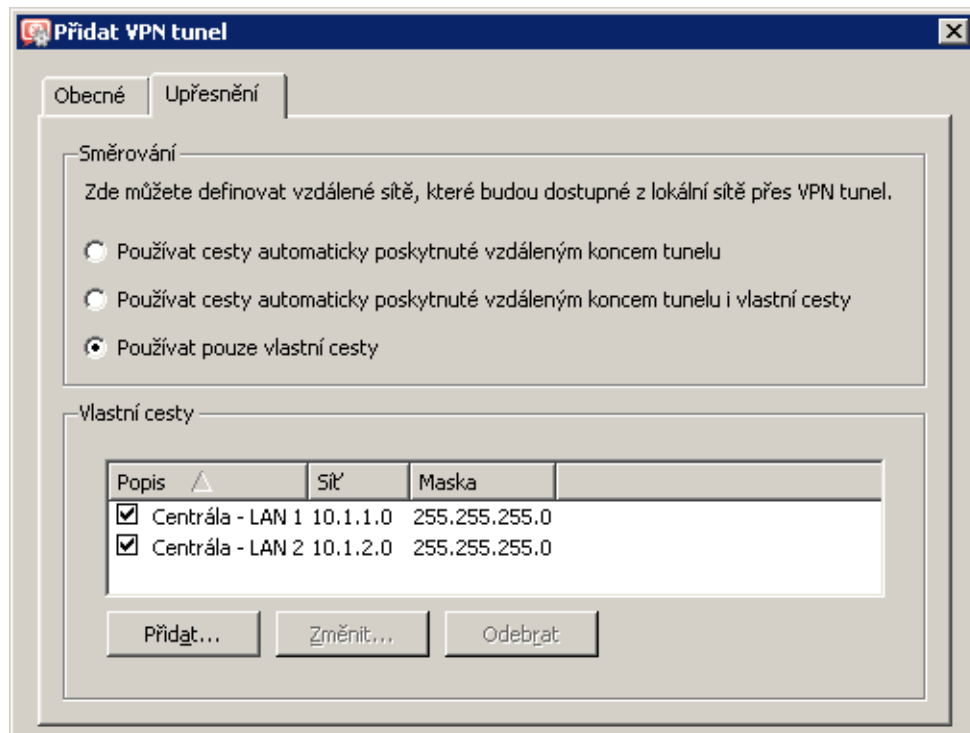 Přidat VPN tunel
Obecné Upřesnění
Směrování
Zde můžete definovat vzdálené sítě, které budou dostupné z lokální sítě přes VPN tunel.
Používat cesty automaticky poskytnuté vzdáleným koncem tunelu
Používat cesty automaticky poskytnuté vzdáleným koncem tunelu i vlastní cesty
Používat pouze vlastní cesty
Vlastní cesty
Popis Síť Maska
Centrála - LAN 1 10.1.1.0 255.255.255.0
Centrála - LAN 2 10.1.2.0 255.255.255.0
Přidat... Změnit... Odebrat